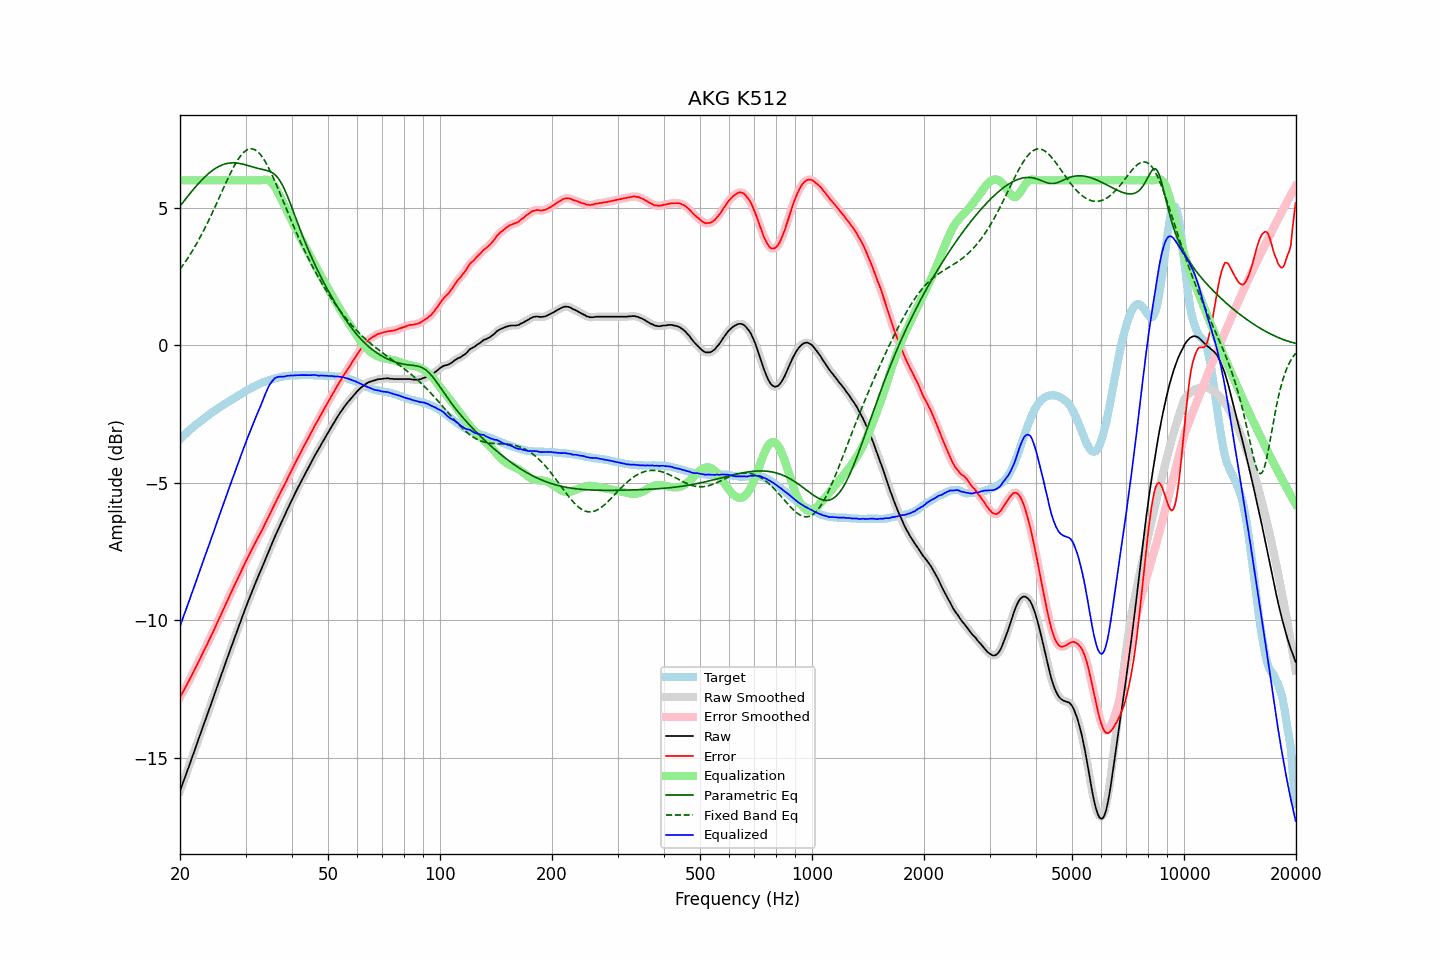 AKG K512
Amplitude (dBr)
5
0
−5
−10
−15
20
50
100
200
500
1000
2000
5000
10000
20000
Frequency (Hz)
Target
Raw Smoothed
Error Smoothed
Raw
Error
Equalization
Parametric Eq
Fixed Band Eq
Equalized